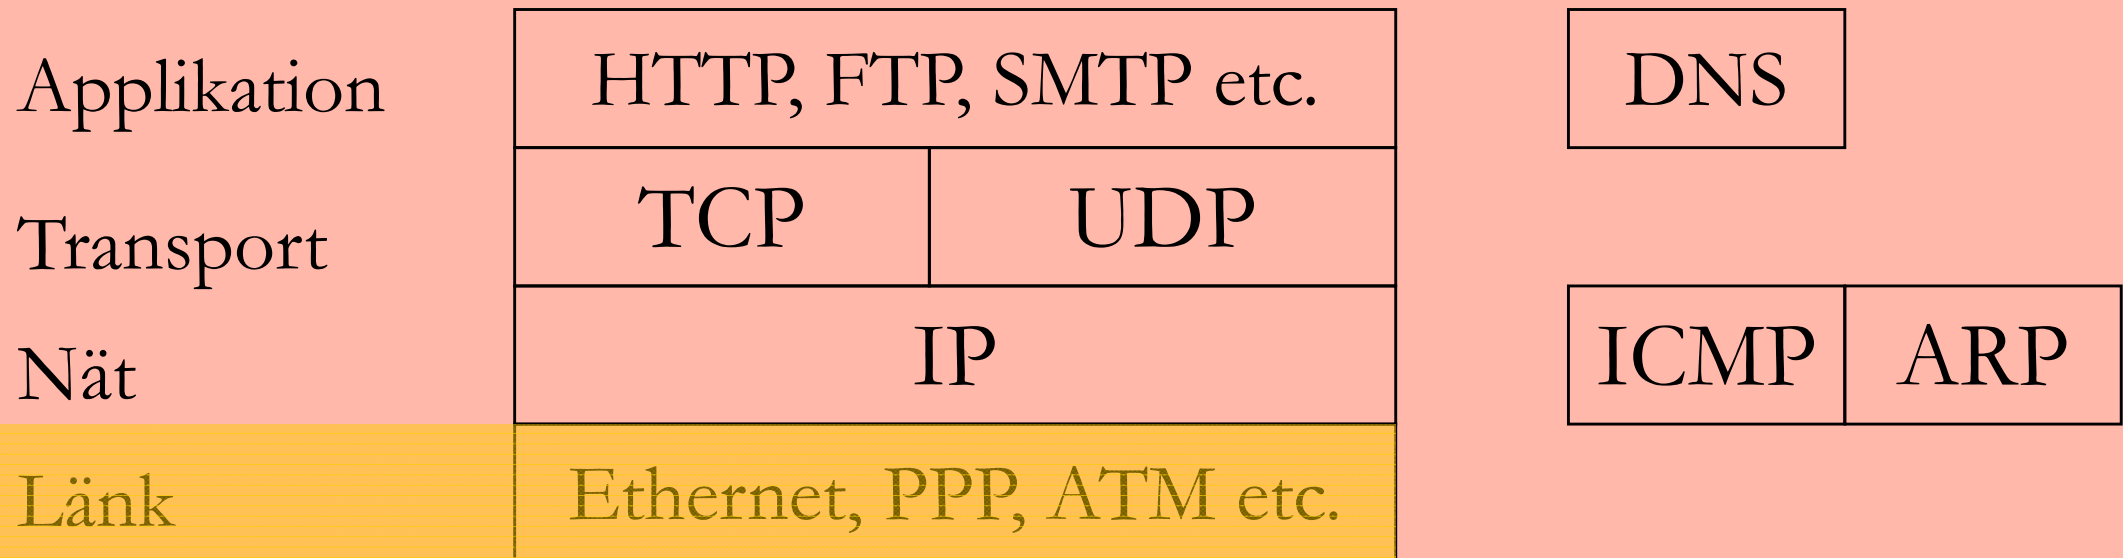 Applikation HTTP, FTP, SMTP etc. DNS
Transport TCP UDP
Nät IP ICMP ARP
Länk Ethernet, PPP, ATM etc.